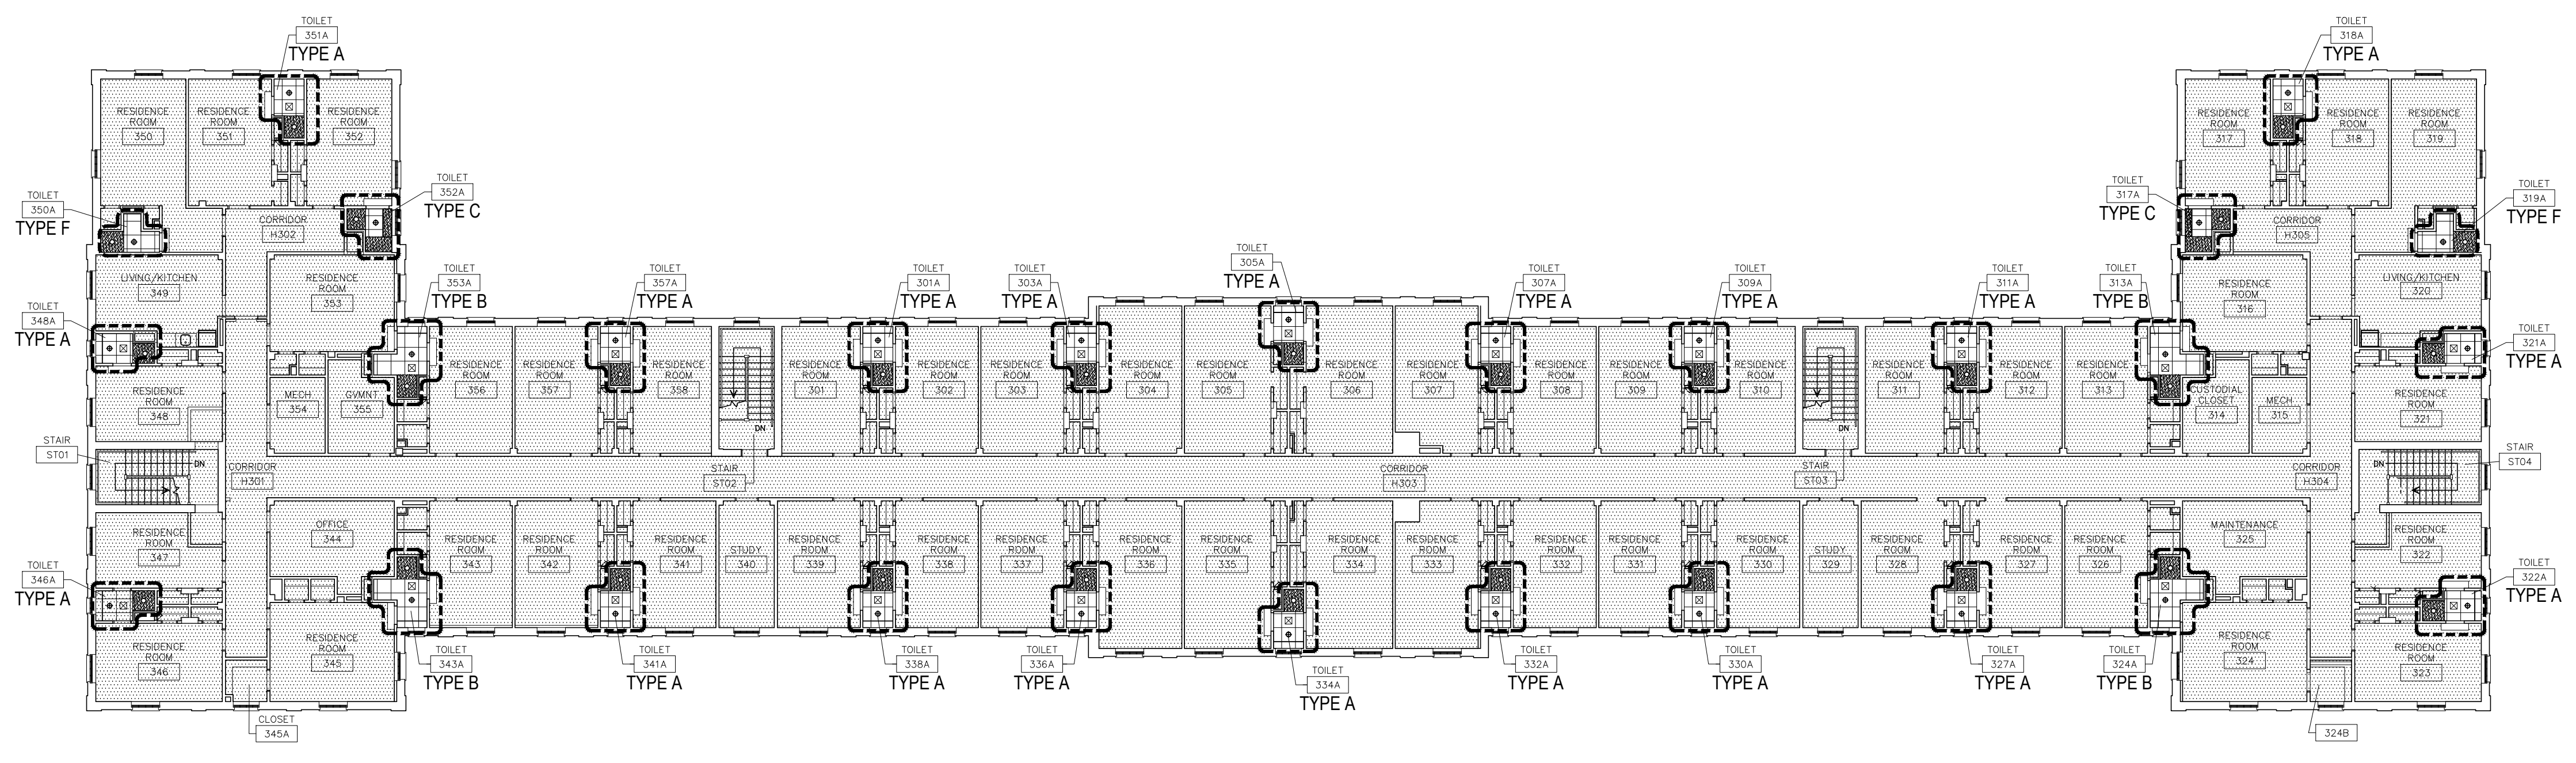 TOILET
351A
TYPE A
TOILET
318A
TYPE A
RESIDENCE
ROOM
350
RESIDENCE
ROOM
351
RESIDENCE
ROOM
352
RESIDENCE
ROOM
317
RESIDENCE
ROOM
318
RESIDENCE
ROOM
319
TOILET
350A
TYPE F
TOILET
352A
TYPE C
CORRIDOR
H302
TOILET
317A
TYPE C
CORRIDOR
H305
TOILET
319A
TYPE F
LIVING/KITCHEN
349
RESIDENCE
ROOM
353
TOILET
353A
TYPE B
TOILET
357A
TYPE A
TOILET
301A
TYPE A
TOILET
303A
TYPE A
TOILET
305A
TYPE A
TOILET
307A
TYPE A
TOILET
309A
TYPE A
TOILET
311A
TYPE A
TOILET
313A
TYPE B
RESIDENCE
ROOM
316
LIVING/KITCHEN
320
TOILET
348A
TYPE A
TOILET
321A
TYPE A
RESIDENCE
ROOM
348
MECH
354
GVMNT
355
RESIDENCE
ROOM
356
RESIDENCE
ROOM
357
RESIDENCE
ROOM
358
DN
RESIDENCE
ROOM
301
RESIDENCE
ROOM
302
RESIDENCE
ROOM
303
RESIDENCE
ROOM
304
RESIDENCE
ROOM
305
RESIDENCE
ROOM
306
RESIDENCE
ROOM
307
RESIDENCE
ROOM
308
RESIDENCE
ROOM
309
RESIDENCE
ROOM
310
DN
RESIDENCE
ROOM
311
RESIDENCE
ROOM
312
RESIDENCE
ROOM
313
CUSTODIAL
CLOSET
314
MECH
315
RESIDENCE
ROOM
321
STAIR
ST01
DN
CORRIDOR
H301
STAIR
ST02
CORRIDOR
H303
STAIR
ST03
CORRIDOR
H304
DN
STAIR
ST04
RESIDENCE
ROOM
347
OFFICE
344
RESIDENCE
ROOM
343
RESIDENCE
ROOM
342
RESIDENCE
ROOM
341
STUDY
340
RESIDENCE
ROOM
339
RESIDENCE
ROOM
338
RESIDENCE
ROOM
337
RESIDENCE
ROOM
336
RESIDENCE
ROOM
335
RESIDENCE
ROOM
334
RESIDENCE
ROOM
333
RESIDENCE
ROOM
332
RESIDENCE
ROOM
331
RESIDENCE
ROOM
330
STUDY
329
RESIDENCE
ROOM
328
RESIDENCE
ROOM
327
RESIDENCE
ROOM
326
MAINTENANCE
325
RESIDENCE
ROOM
322
TOILET
346A
TYPE A
TOILET
322A
TYPE A
RESIDENCE
ROOM
346
RESIDENCE
ROOM
345
TOILET
343A
TYPE B
TOILET
341A
TYPE A
TOILET
338A
TYPE A
TOILET
336A
TYPE A
TOILET
334A
TYPE A
TOILET
332A
TYPE A
TOILET
330A
TYPE A
TOILET
327A
TYPE A
TOILET
324A
TYPE B
RESIDENCE
ROOM
324
RESIDENCE
ROOM
323
CLOSET
345A
324B